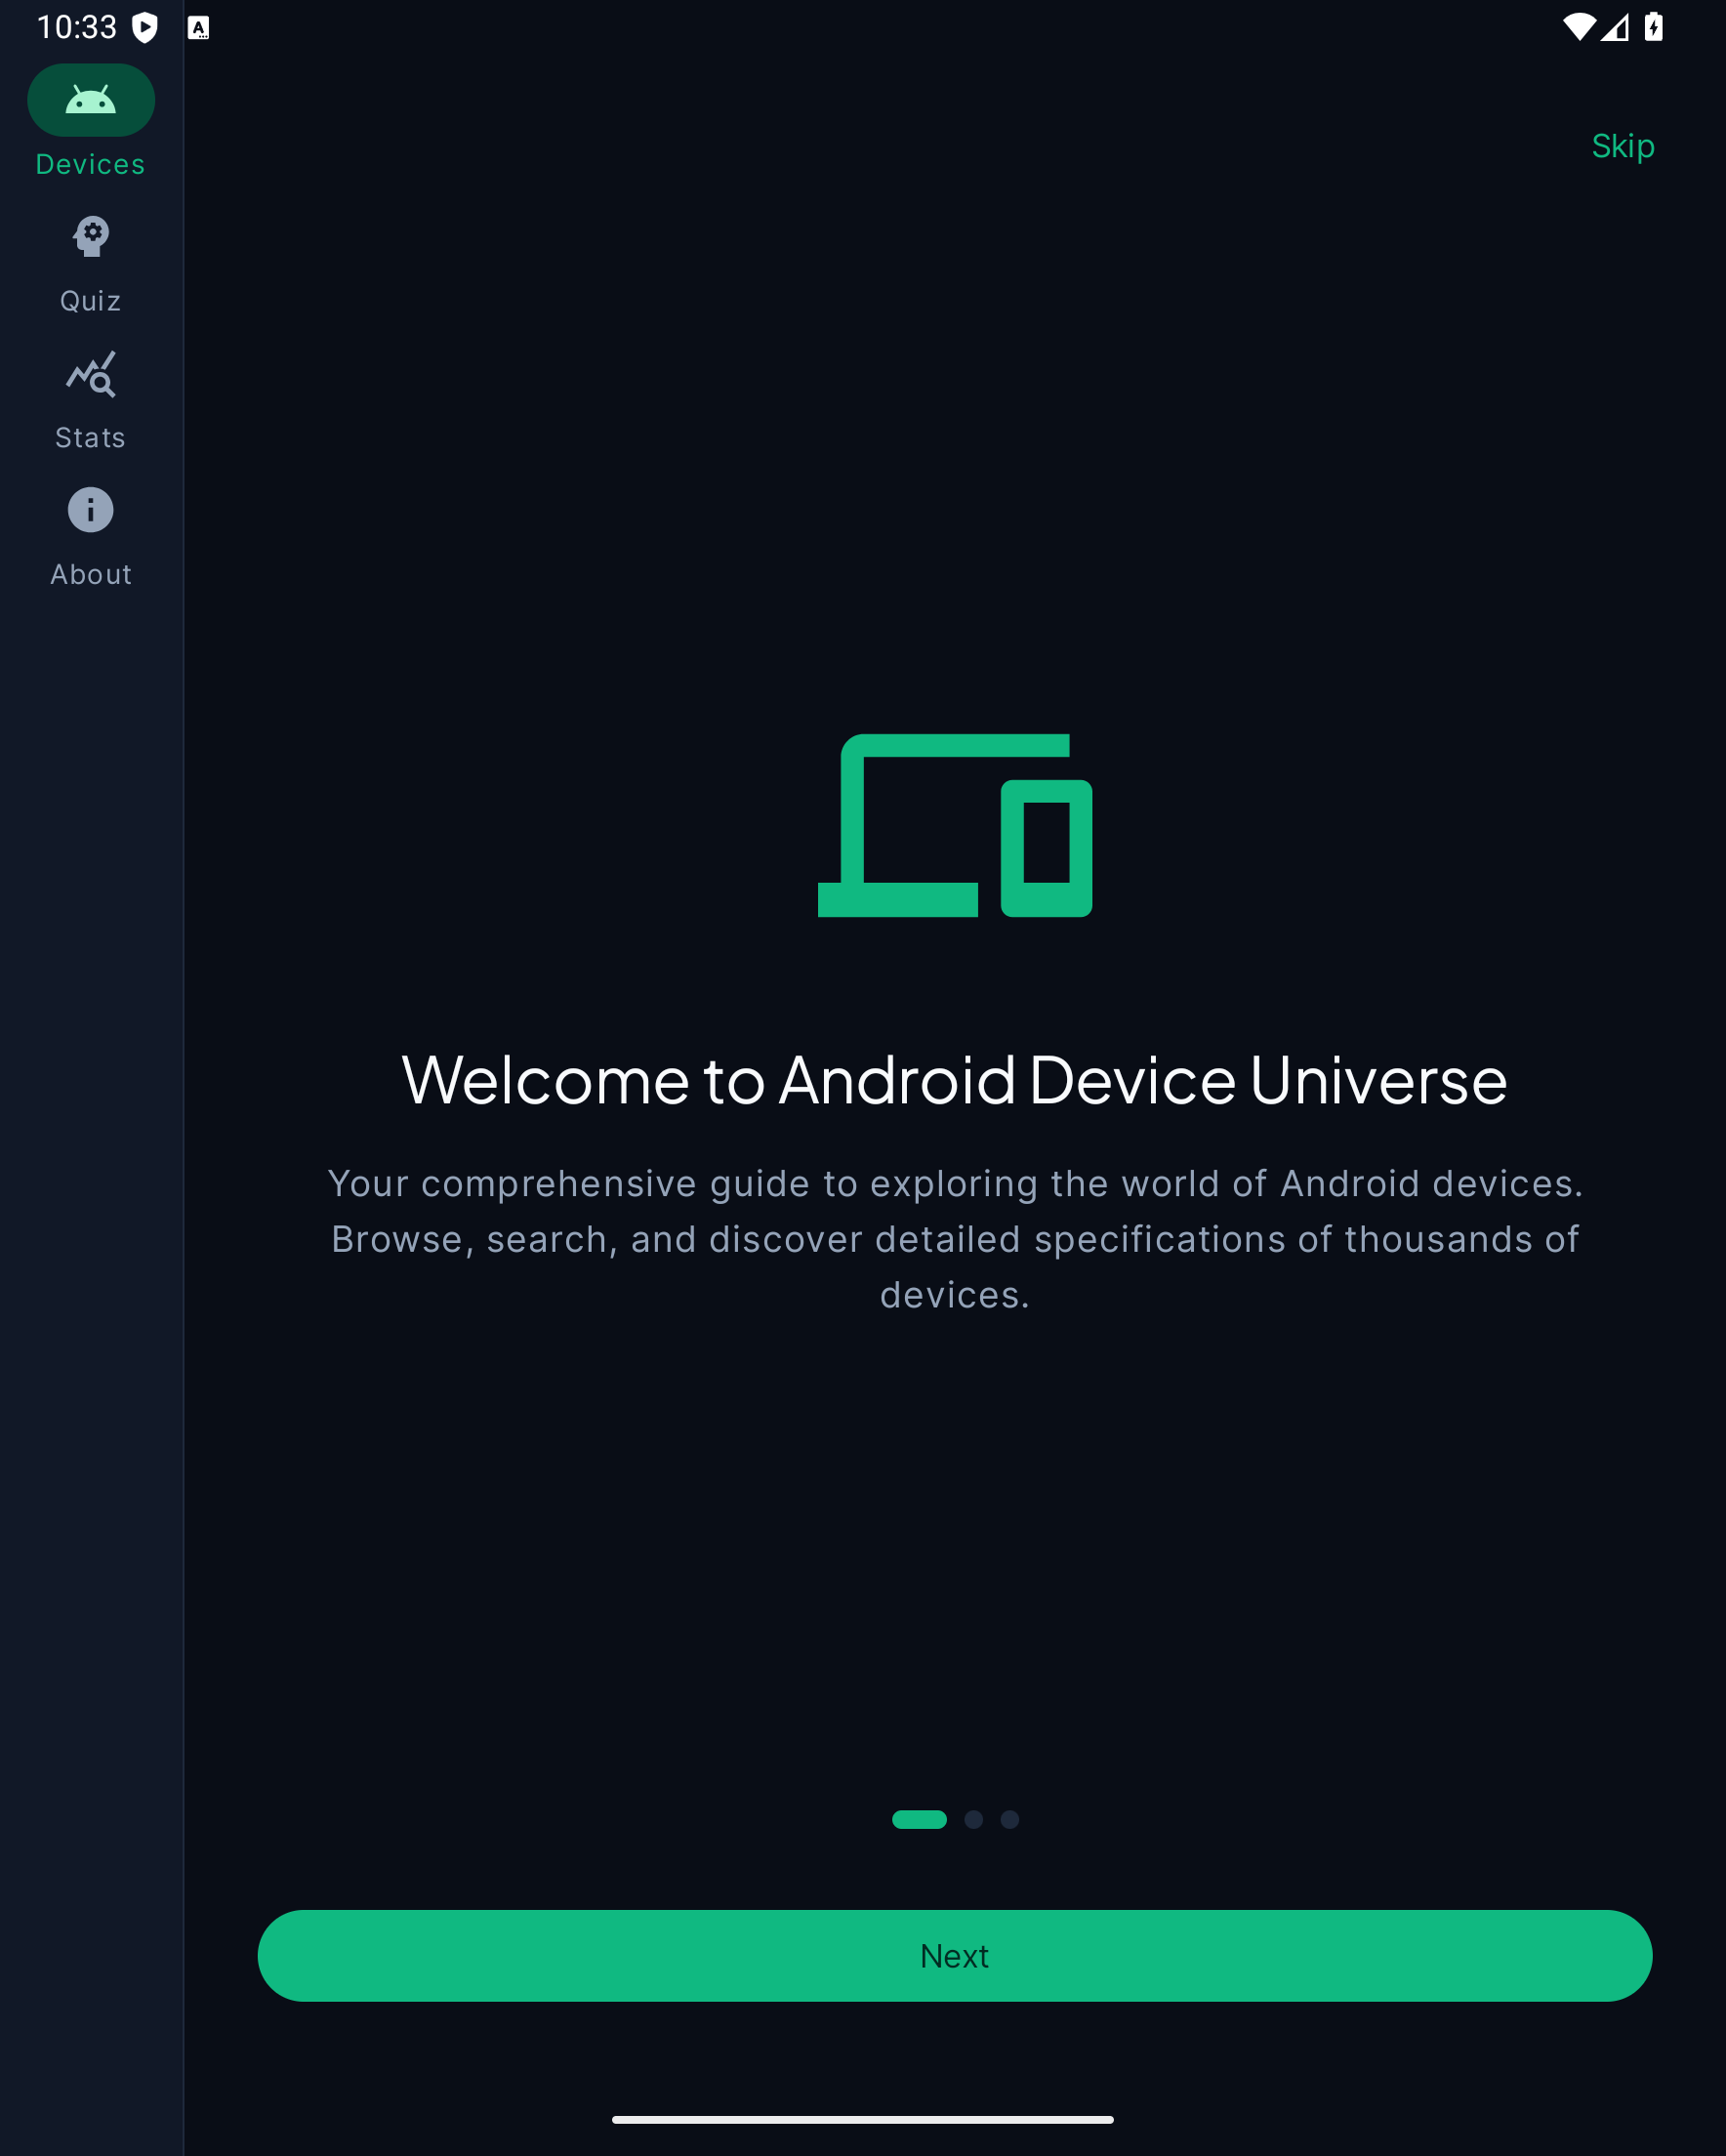 10:33
Devices
Quiz
Stats
About
Skip
Welcome to Android Device Universe
Your comprehensive guide to exploring the world of Android devices.
Browse, search, and discover detailed specifications of thousands of
devices.
Next